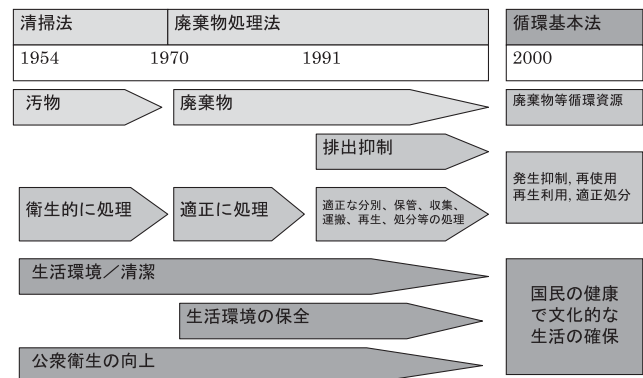 清掃法
廃棄物処理法
循環基本法
1954
1970
1991
2000
汚物
廃棄物
廃棄物等循環資源
排出抑制
衛生的に処理
適正に処理
適正な分別、保管、収集、
運搬、再生、処分等の処理
発生抑制, 再使用
再生利用, 適正処分
生活環境／清潔
生活環境の保全
公衆衛生の向上
国民の健康
で文化的な
生活の確保